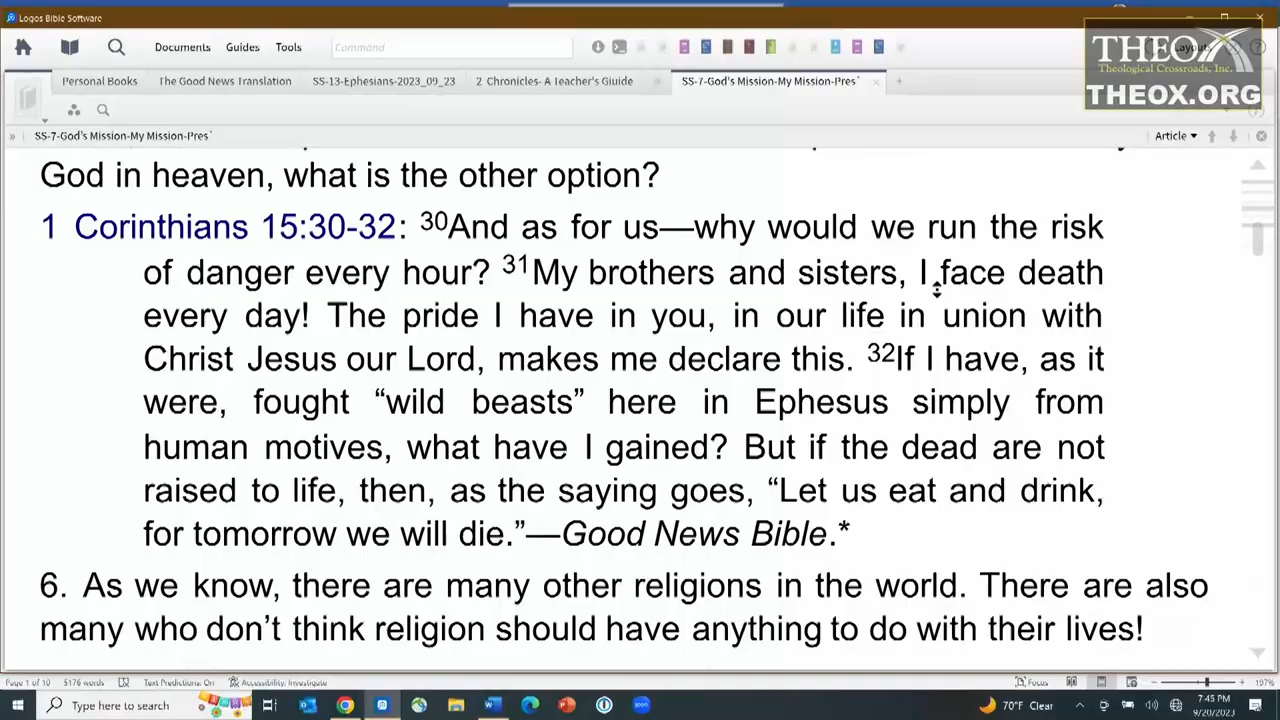 Logos Bible Software
Documents Guides Tools Command
THEOX
Theological Crossroads, Inc.
THEOX.ORG
Personal Books The Good News Translation SS-13-Ephesians-2023_09_23 2 Chronicles- A Teacher's Giuide SS-7-God's Mission-My Mission-Pres`
SS-7-God's Mission-My Mission-Pres` Article
God in heaven, what is the other option?
1 Corinthians 15:30-32: 30And as for us—why would we run the risk
of danger every hour? 31My brothers and sisters, I face death
every day! The pride I have in you, in our life in union with
Christ Jesus our Lord, makes me declare this. 32If I have, as it
were, fought “wild beasts” here in Ephesus simply from
human motives, what have I gained? But if the dead are not
raised to life, then, as the saying goes, “Let us eat and drink,
for tomorrow we will die.”—Good News Bible.*
6. As we know, there are many other religions in the world. There are also
many who don’t think religion should have anything to do with their lives!
Page 1 of 10 5176 words Text Predictions: On Accessibility: Investigate Focus 197%
Type here to search 70°F Clear 7:45 PM
9/20/2023